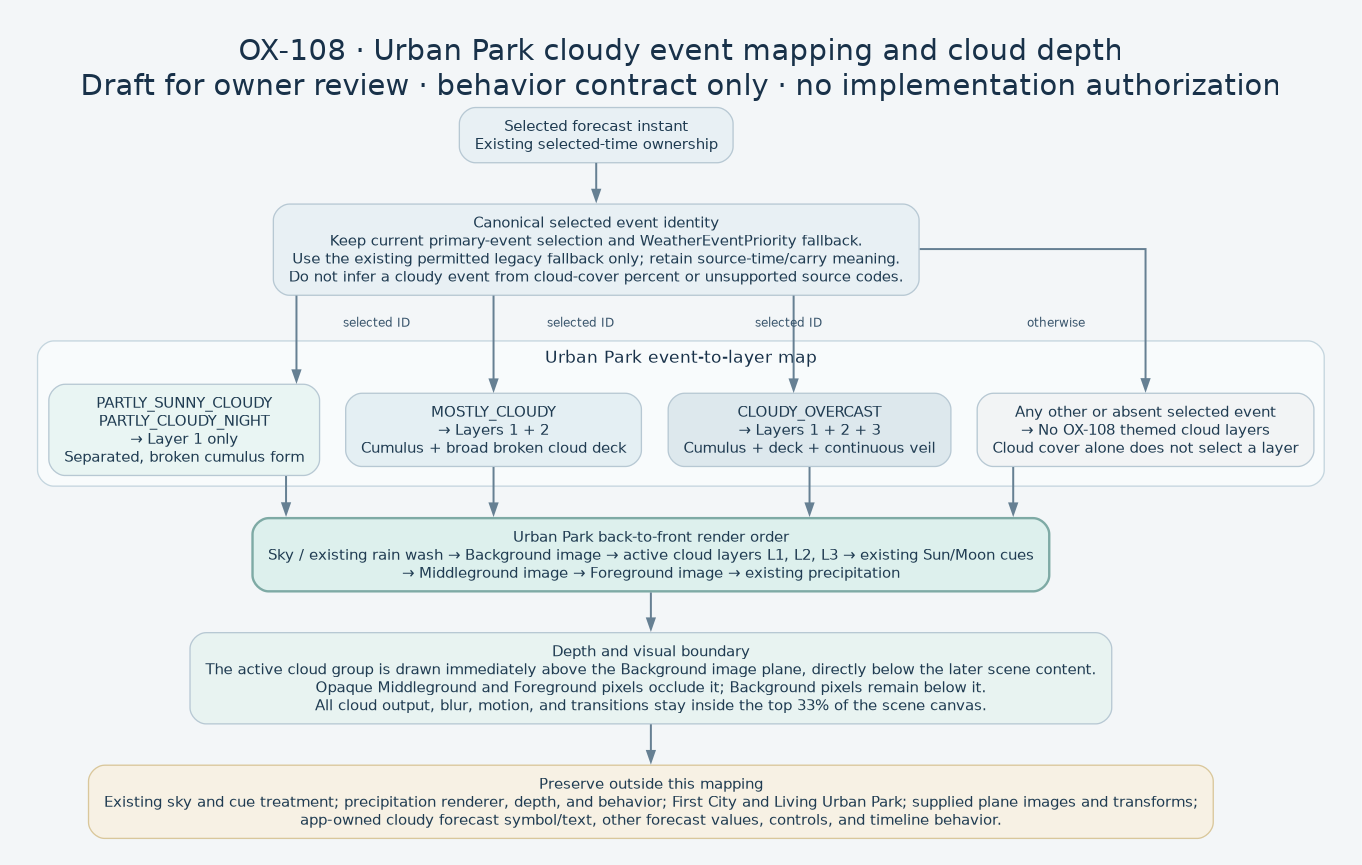 OX-108 · Urban Park cloudy event mapping and cloud depth
Draft for owner review · behavior contract only · no implementation authorization
Selected forecast instant
Existing selected-time ownership
Canonical selected event identity
Keep current primary-event selection and WeatherEventPriority fallback.
Use the existing permitted legacy fallback only; retain source-time/carry meaning.
Do not infer a cloudy event from cloud-cover percent or unsupported source codes.
selected ID
selected ID
selected ID
otherwise
Urban Park event-to-layer map
PARTLY_SUNNY_CLOUDY
PARTLY_CLOUDY_NIGHT
→ Layer 1 only
Separated, broken cumulus form
MOSTLY_CLOUDY
→ Layers 1 + 2
Cumulus + broad broken cloud deck
CLOUDY_OVERCAST
→ Layers 1 + 2 + 3
Cumulus + deck + continuous veil
Any other or absent selected event
→ No OX-108 themed cloud layers
Cloud cover alone does not select a layer
Urban Park back-to-front render order
Sky / existing rain wash → Background image → active cloud layers L1, L2, L3 → existing Sun/Moon cues
→ Middleground image → Foreground image → existing precipitation
Depth and visual boundary
The active cloud group is drawn immediately above the Background image plane, directly below the later scene content.
Opaque Middleground and Foreground pixels occlude it; Background pixels remain below it.
All cloud output, blur, motion, and transitions stay inside the top 33% of the scene canvas.
Preserve outside this mapping
Existing sky and cue treatment; precipitation renderer, depth, and behavior; First City and Living Urban Park; supplied plane images and transforms;
app-owned cloudy forecast symbol/text, other forecast values, controls, and timeline behavior.